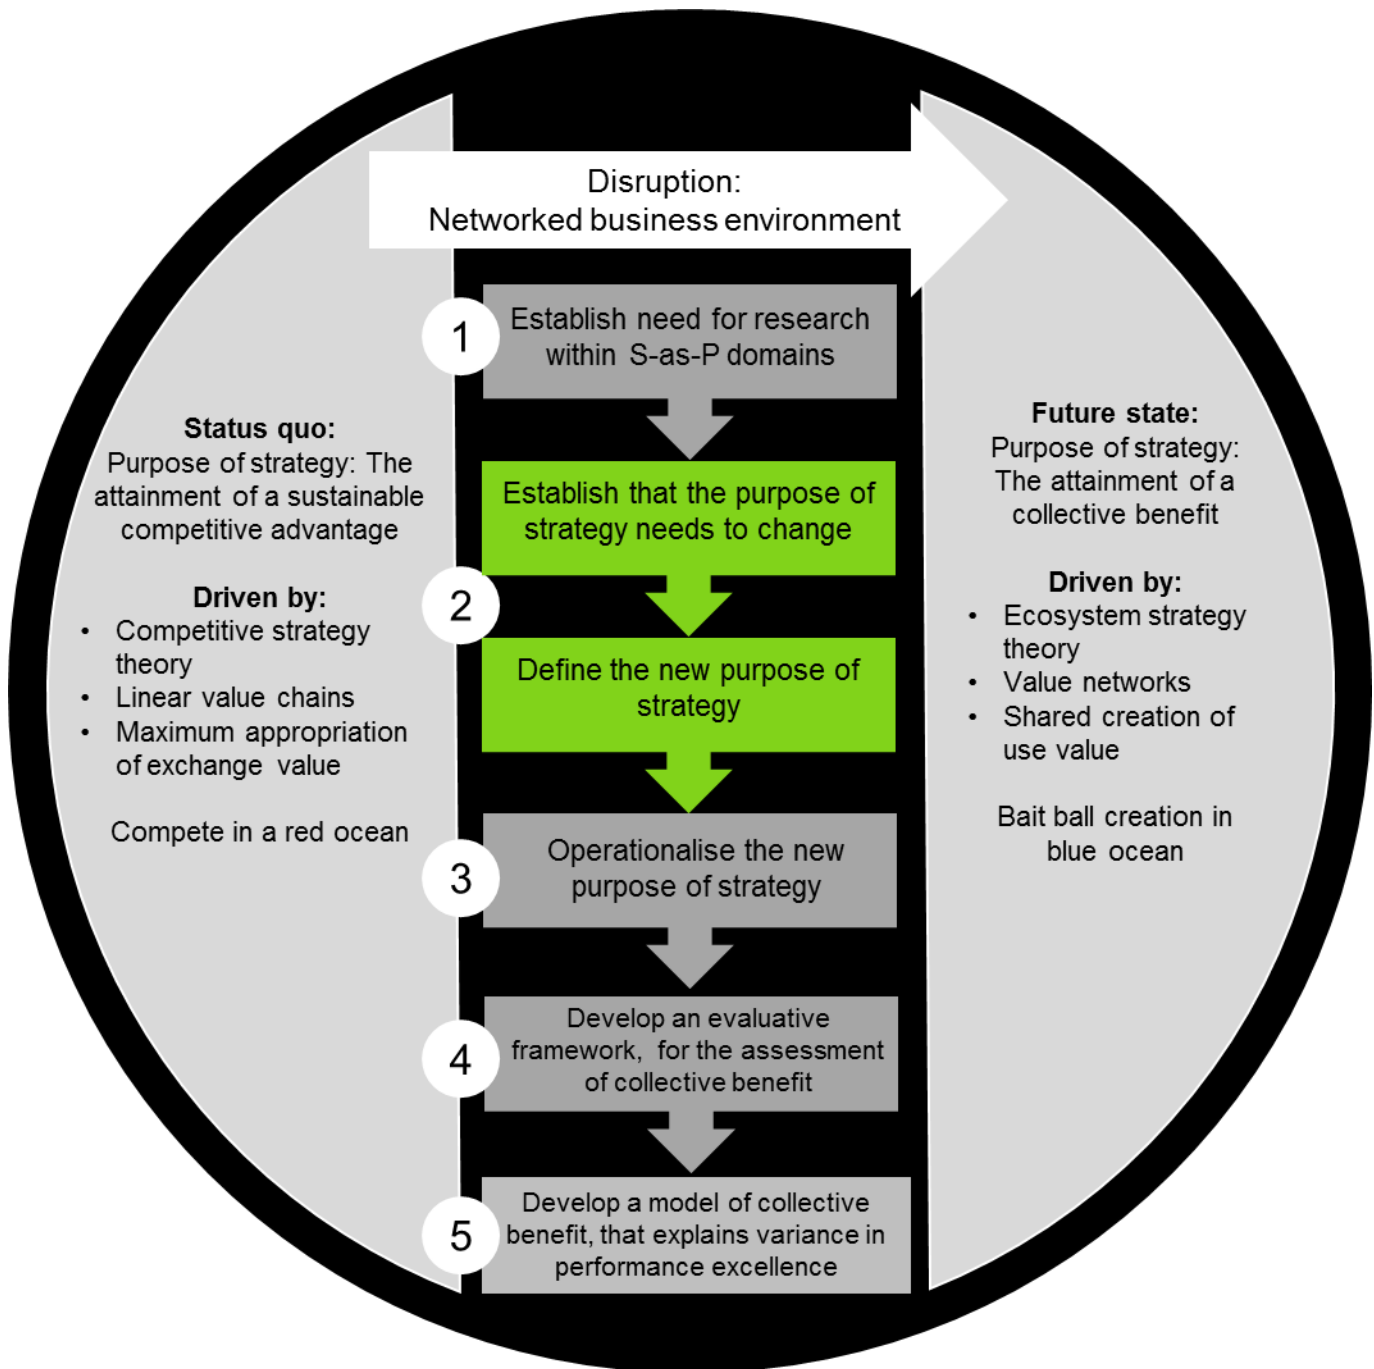 Disruption:
Networked business environment
Status quo:
Purpose of strategy: The
attainment of a sustainable
competitive advantage
Driven by:
• Competitive strategy
theory
• Linear value chains
• Maximum appropriation
of exchange value
Compete in a red ocean
1
Establish need for research
within S-as-P domains
2
Establish that the purpose of
strategy needs to change
Define the new purpose of
strategy
3
Operationalise the new
purpose of strategy
4
Develop an evaluative
framework, for the assessment
of collective benefit
5
Develop a model of collective
benefit, that explains variance in
performance excellence
Future state:
Purpose of strategy:
The attainment of a
collective benefit
Driven by:
• Ecosystem strategy
theory
• Value networks
• Shared creation of
use value
Bait ball creation in
blue ocean